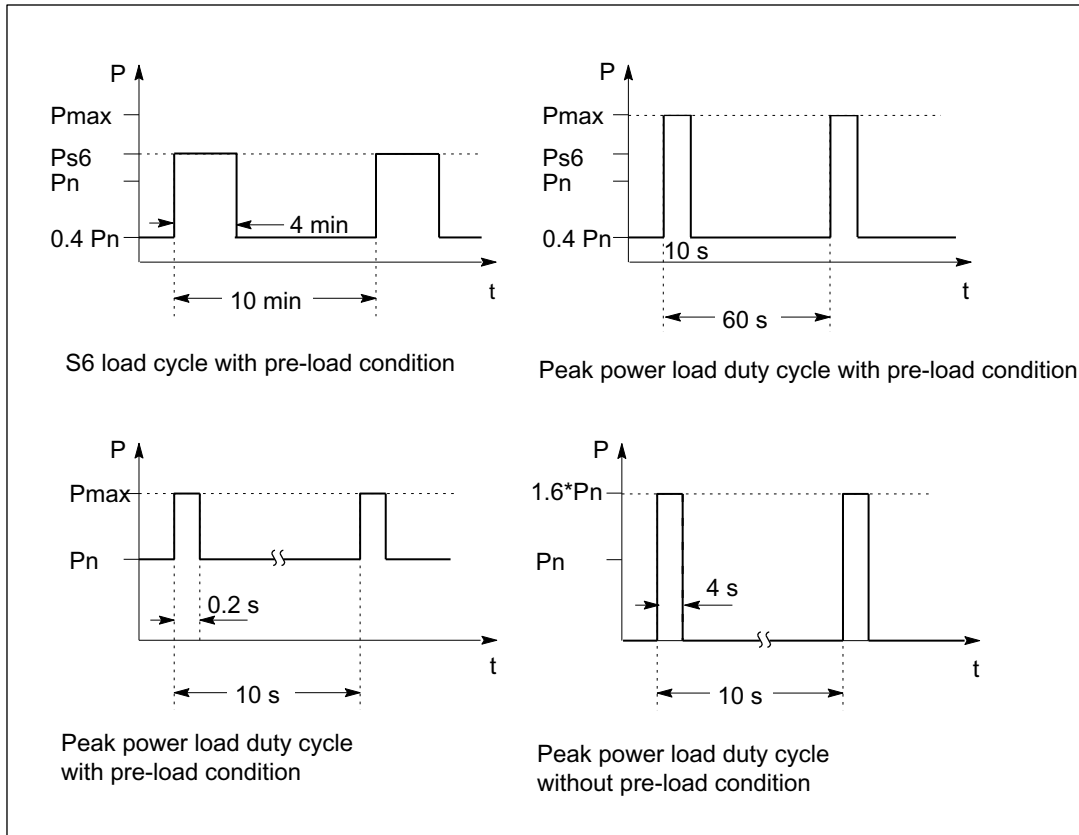 P
Pmax
Ps6
Pn
0.4 Pn
4 min
10 min
t
S6 load cycle with pre-load condition
P
Pmax
Ps6
Pn
0.4 Pn
10 s
60 s
t
Peak power load duty cycle with pre-load condition
P
Pmax
Pn
0.2 s
10 s
t
Peak power load duty cycle
with pre-load condition
P
1.6*Pn
Pn
4 s
10 s
t
Peak power load duty cycle
without pre-load condition